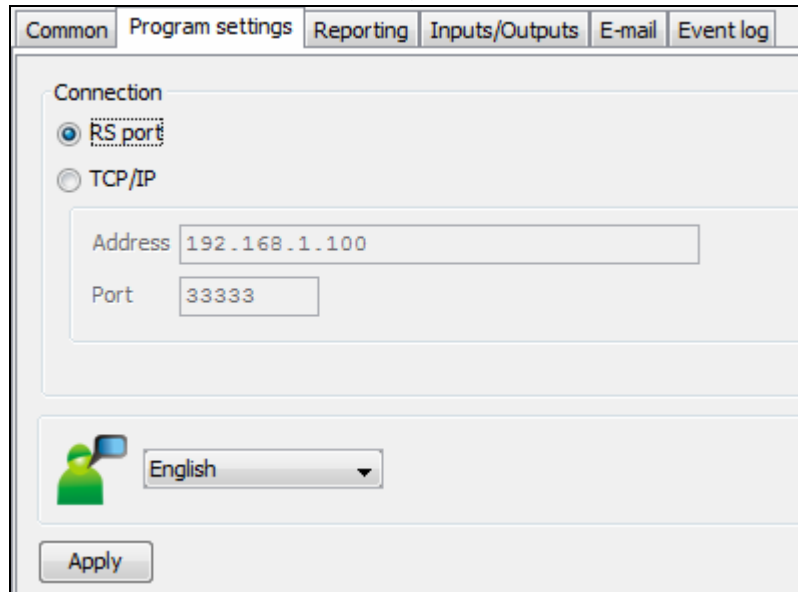 Common Program settings Reporting Inputs/Outputs E-mail Event log
Connection
RS port
TCP/IP
Address 192.168.1.100
Port 33333
English
Apply